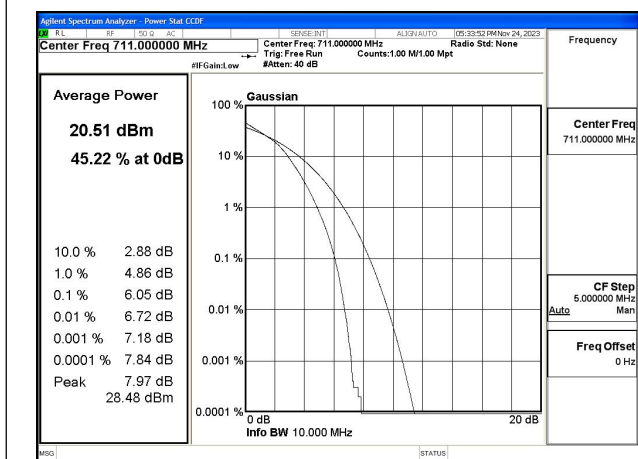 Agilent Spectrum Analyzer - Power Stat CCDF
LXI RL RF 50 Ω AC SENSE:INT ALIGN AUTO 05:33:52 PM Nov 24, 2023
Center Freq 711.000000 MHz
Center Freq: 711.000000 MHz Radio Std: None
Trig: Free Run Counts:1.00 M/1.00 Mpt
#IFGain:Low #Atten: 40 dB
Frequency
Average Power
20.51 dBm
45.22 % at 0dB
10.0 % 2.88 dB
1.0 % 4.86 dB
0.1 % 6.05 dB
0.01 % 6.72 dB
0.001 % 7.18 dB
0.0001 % 7.84 dB
Peak 7.97 dB
28.48 dBm
Gaussian
100 %
10 %
1 %
0.1 %
0.01 %
0.001 %
0.0001 %
0 dB 20 dB
Info BW 10.000 MHz
Center Freq
711.000000 MHz
CF Step
5.000000 MHz
Auto Man
Freq Offset
0 Hz
MSG STATUS